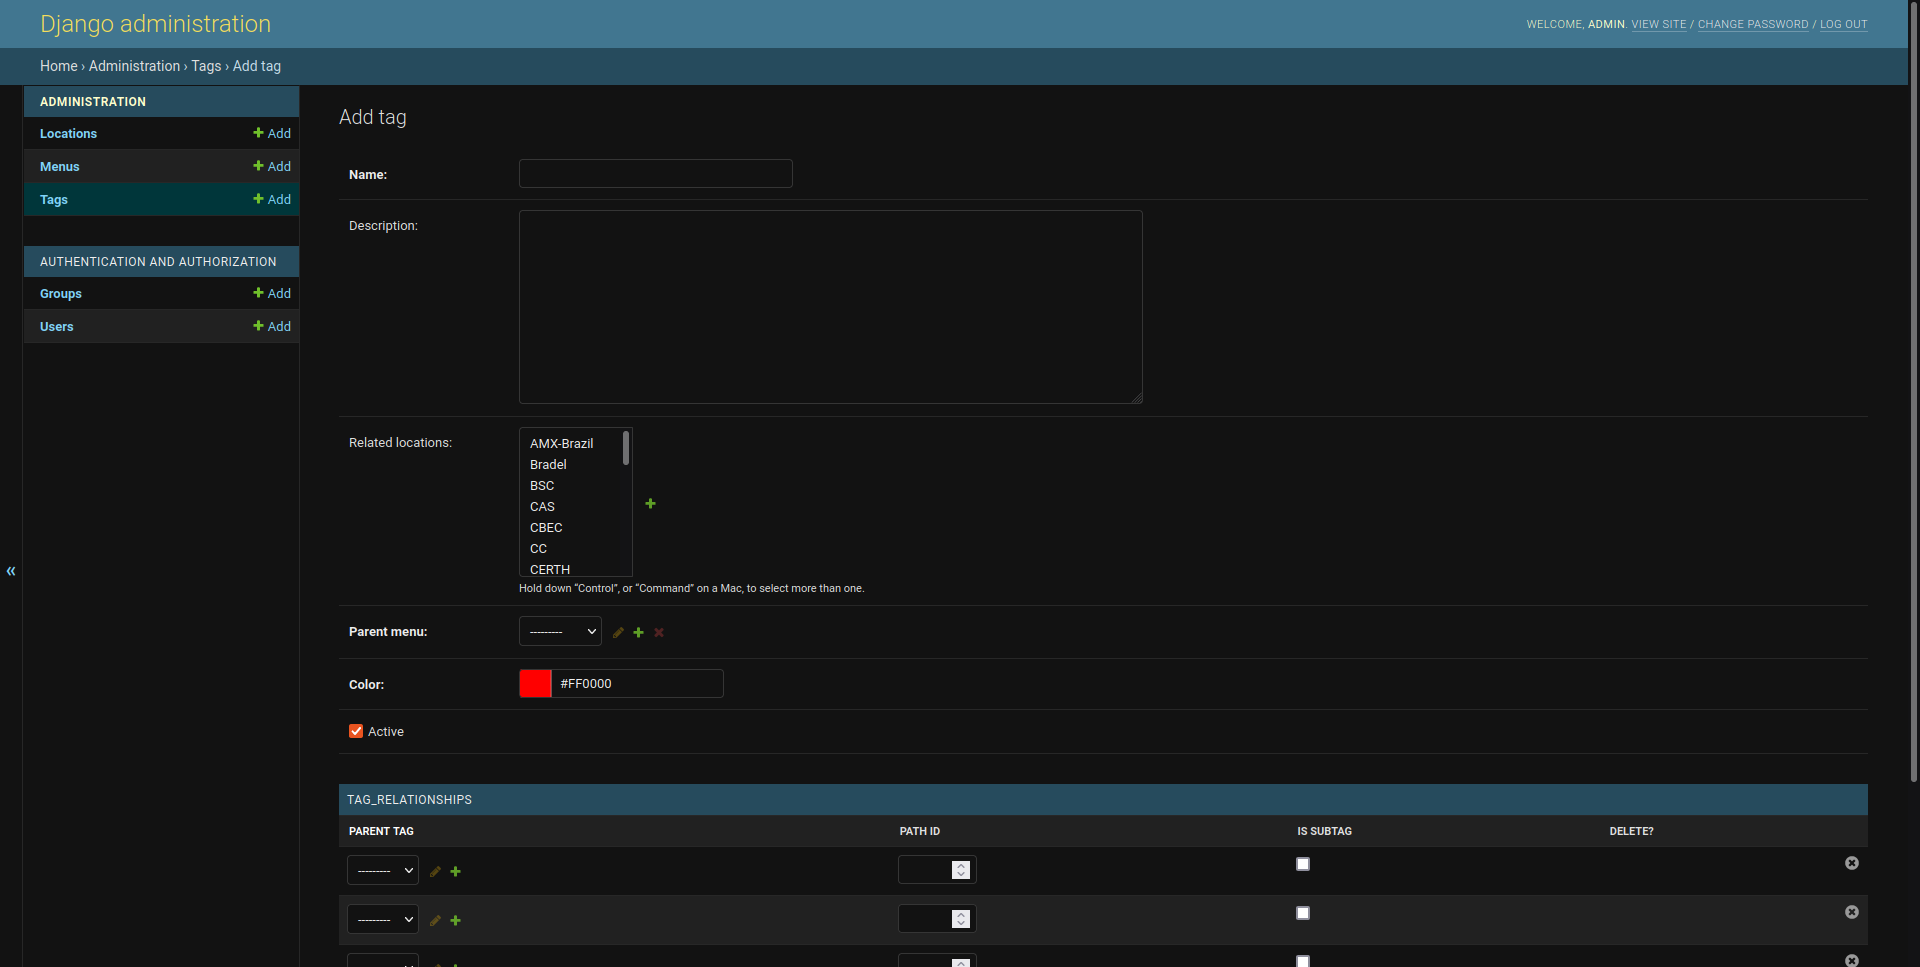 Django administration
WELCOME, ADMIN. VIEW SITE / CHANGE PASSWORD / LOG OUT
Home › Administration › Tags › Add tag
ADMINISTRATION
Locations
Add
Menus
Add
Tags
Add
AUTHENTICATION AND AUTHORIZATION
Groups
Add
Users
Add
«
Add tag
Name:
Description:
Related locations:
AMX-Brazil
Bradel
BSC
CAS
CBEC
CC
CERTH
Hold down “Control”, or “Command” on a Mac, to select more than one.
Parent menu:
---------
Color:
#FF0000
Active
TAG_RELATIONSHIPS
PARENT TAG
PATH ID
IS SUBTAG
DELETE?
---------
---------